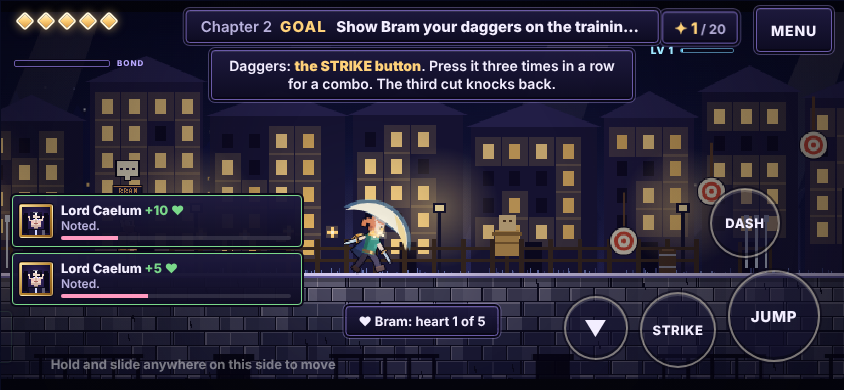 Chapter 2 GOAL Show Bram your daggers on the trainin...
1 / 20
MENU
LV 1
BOND
Daggers: the STRIKE button. Press it three times in a row
for a combo. The third cut knocks back.
BRAM
Lord Caelum +10
Noted.
Lord Caelum +5
Noted.
DASH
Bram: heart 1 of 5
STRIKE
JUMP
Hold and slide anywhere on this side to move